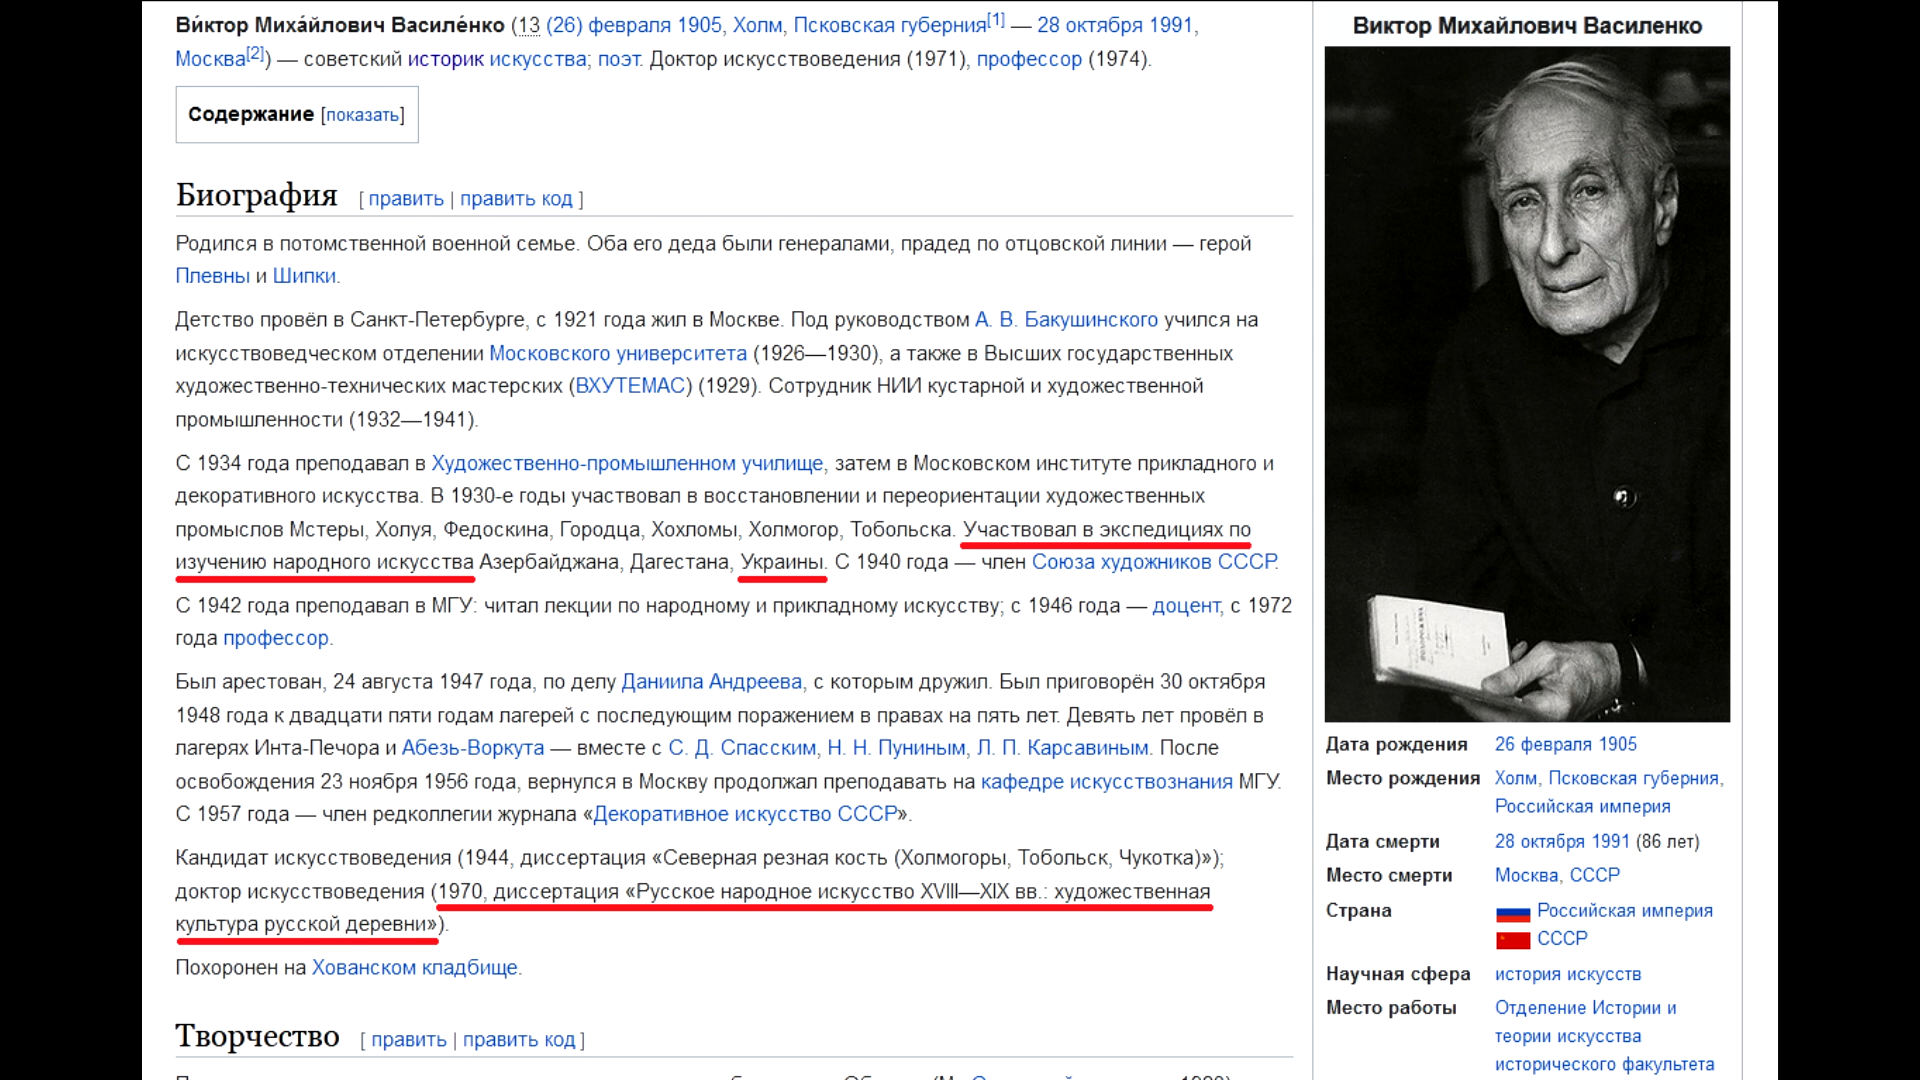 Ви́ктор Миха́йлович Василе́нко (13 (26) февраля 1905, Холм, Псковская губерния[1] — 28 октября 1991,
Москва[2]) — советский историк искусства; поэт. Доктор искусствоведения (1971), профессор (1974).
Содержание [показать]
Биография [ править | править код ]
Родился в потомственной военной семье. Оба его деда были генералами, прадед по отцовской линии — герой
Плевны и Шипки.
Детство провёл в Санкт-Петербурге, с 1921 года жил в Москве. Под руководством А. В. Бакушинского учился на
искусствоведческом отделении Московского университета (1926—1930), а также в Высших государственных
художественно-технических мастерских (ВХУТЕМАС) (1929). Сотрудник НИИ кустарной и художественной
промышленности (1932—1941).
С 1934 года преподавал в Художественно-промышленном училище, затем в Московском институте прикладного и
декоративного искусства. В 1930-е годы участвовал в восстановлении и переориентации художественных
промыслов Мстеры, Холуя, Федоскина, Городца, Хохломы, Холмогор, Тобольска. Участвовал в экспедициях по
изучению народного искусства Азербайджана, Дагестана, Украины. С 1940 года — член Союза художников СССР.
С 1942 года преподавал в МГУ: читал лекции по народному и прикладному искусству; с 1946 года — доцент, с 1972
года профессор.
Был арестован, 24 августа 1947 года, по делу Даниила Андреева, с которым дружил. Был приговорён 30 октября
1948 года к двадцати пяти годам лагерей с последующим поражением в правах на пять лет. Девять лет провёл в
лагерях Инта-Печора и Абезь-Воркута — вместе с С. Д. Спасским, Н. Н. Пуниным, Л. П. Карсавиным. После
освобождения 23 ноября 1956 года, вернулся в Москву продолжал преподавать на кафедре искусствознания МГУ.
С 1957 года — член редколлегии журнала «Декоративное искусство СССР».
Кандидат искусствоведения (1944, диссертация «Северная резная кость (Холмогоры, Тобольск, Чукотка)»);
доктор искусствоведения (1970, диссертация «Русское народное искусство XVIII—XIX вв.: художественная
культура русской деревни»).
Похоронен на Хованском кладбище.
Творчество [ править | править код ]
Виктор Михайлович Василенко
Дата рождения 26 февраля 1905
Место рождения Холм, Псковская губерния,
Российская империя
Дата смерти 28 октября 1991 (86 лет)
Место смерти Москва, СССР
Страна Российская империя
СССР
Научная сфера история искусств
Место работы Отделение Истории и
теории искусства
исторического факультета